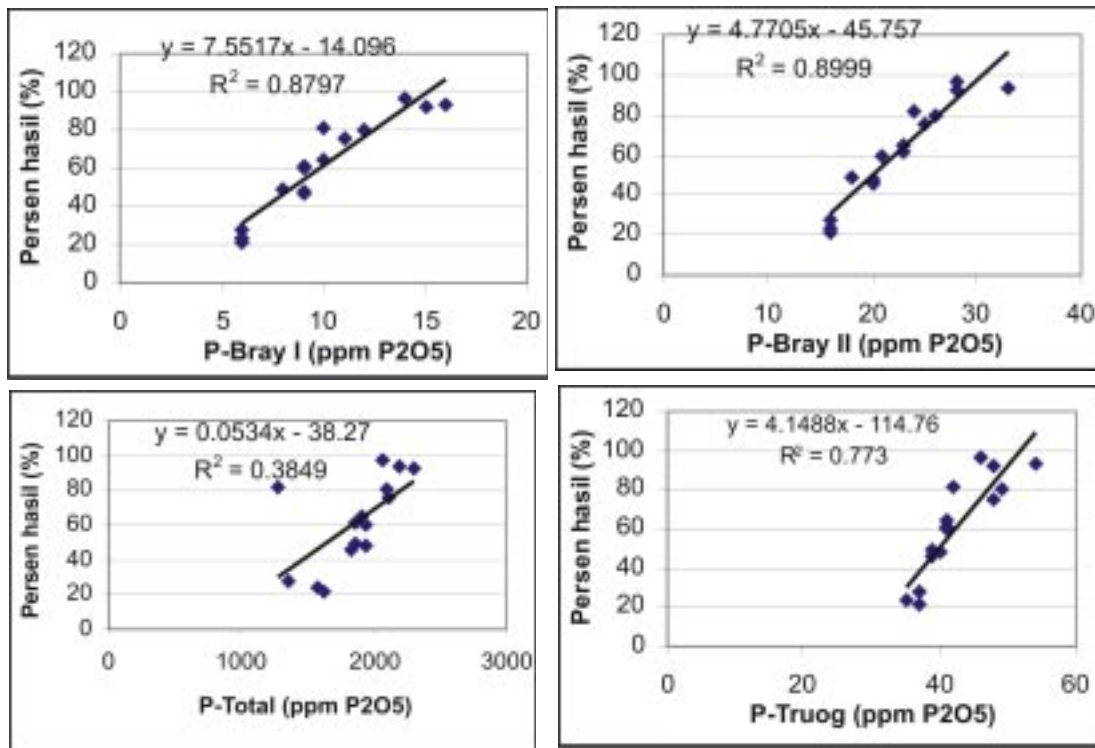 120
100
80
60
40
20
0
Persen hasil (%)
y = 7.5517x - 14.096
R² = 0.8797
0 5 10 15 20
P-Bray I (ppm P2O5)
120
100
80
60
40
20
0
Persen hasil (%)
y = 4.7705x - 45.757
R² = 0.8999
0 10 20 30 40
P-Bray II (ppm P2O5)
120
100
80
60
40
20
0
Persen hasil (%)
y = 0.0534x - 38.27
R² = 0.3849
0 1000 2000 3000
P-Total (ppm P2O5)
120
100
80
60
40
20
0
Persen hasil (%)
y = 4.1488x - 114.76
R² = 0.773
0 20 40 60
P-Truog (ppm P2O5)